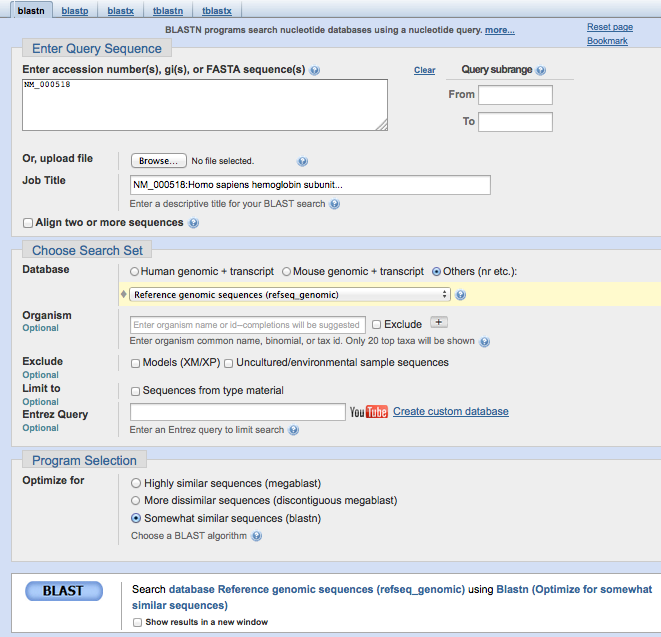 blastn blastp blastx tblastn tblastx
BLASTN programs search nucleotide databases using a nucleotide query. more...
Reset page
Bookmark
Enter Query Sequence
Enter accession number(s), gi(s), or FASTA sequence(s)
Clear
Query subrange
NM_000518
From
To
Or, upload file
Browse... No file selected.
Job Title
NM_000518:Homo sapiens hemoglobin subunit...
Enter a descriptive title for your BLAST search
Align two or more sequences
Choose Search Set
Database
Human genomic + transcript Mouse genomic + transcript Others (nr etc.):
Reference genomic sequences (refseq_genomic)
Organism
Optional
Enter organism name or id--completions will be suggested
Exclude +
Enter organism common name, binomial, or tax id. Only 20 top taxa will be shown
Exclude
Optional
Models (XM/XP) Uncultured/environmental sample sequences
Limit to
Optional
Sequences from type material
Entrez Query
Optional
YouTube Create custom database
Enter an Entrez query to limit search
Program Selection
Optimize for
Highly similar sequences (megablast)
More dissimilar sequences (discontiguous megablast)
Somewhat similar sequences (blastn)
Choose a BLAST algorithm
BLAST
Search database Reference genomic sequences (refseq_genomic) using Blastn (Optimize for somewhat
similar sequences)
Show results in a new window